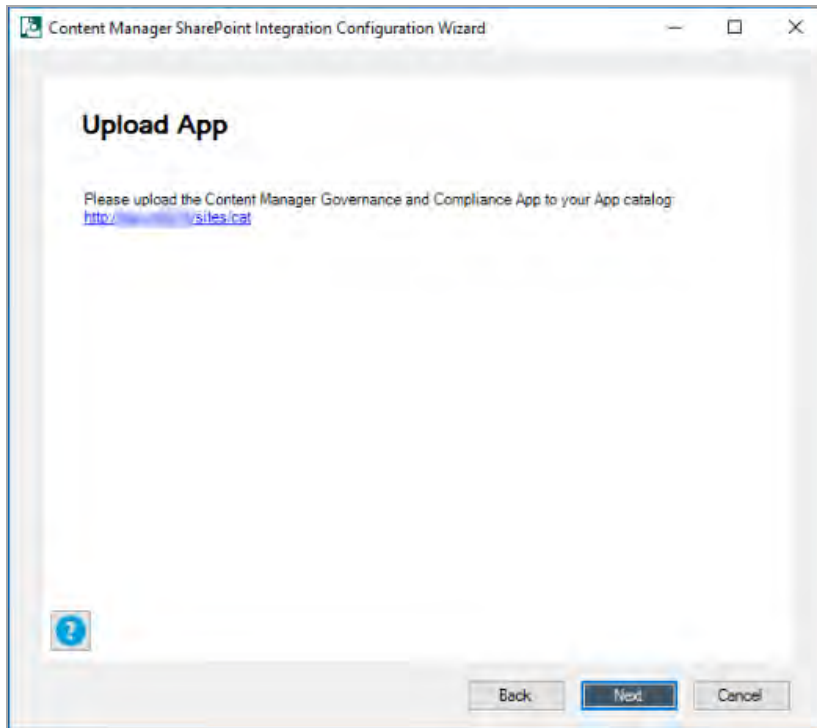 Content Manager SharePoint Integration Configuration Wizard
Upload App
Please upload the Content Manager Governance and Compliance App to your App catalog:
http:/ /sites/cat
?
Back
Next
Cancel